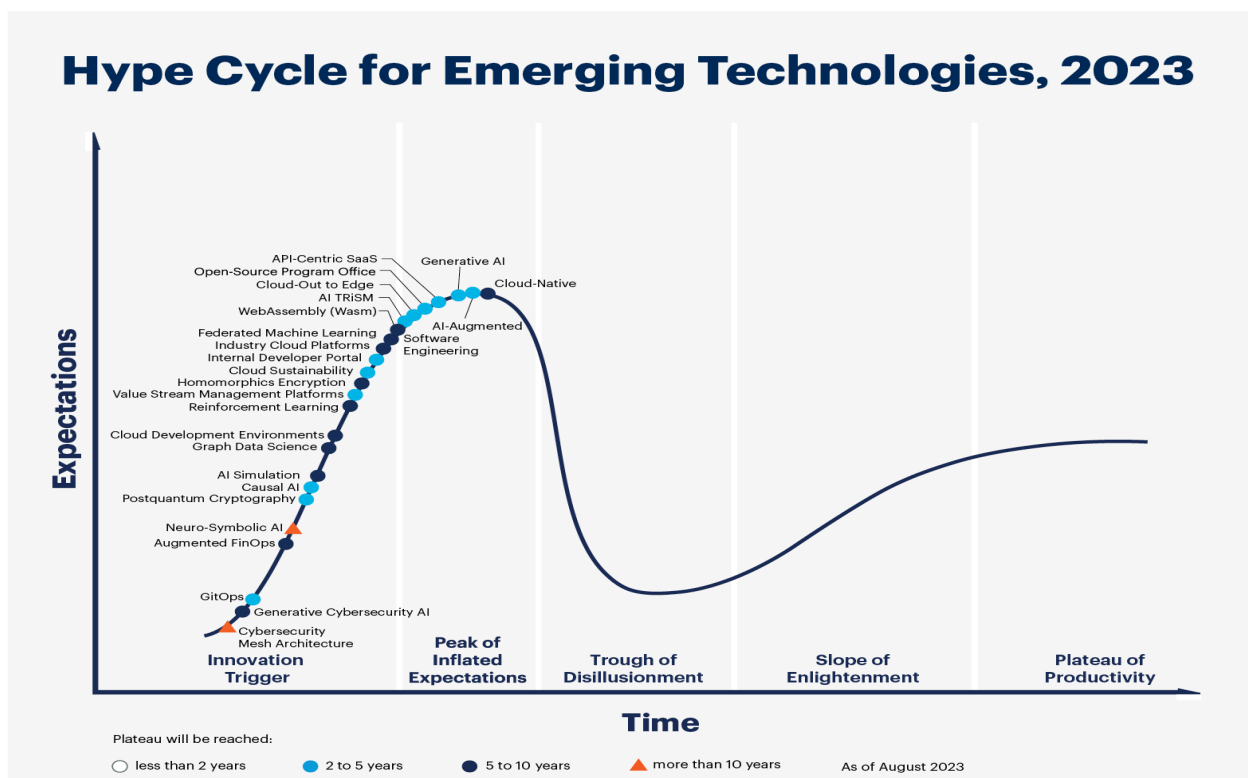 Hype Cycle for Emerging Technologies, 2023
Expectations
API-Centric SaaS
Open-Source Program Office
Cloud-Out to Edge
AI TRiSM
WebAssembly (Wasm)
Federated Machine Learning
Industry Cloud Platforms
Internal Developer Portal
Cloud Sustainability
Homomorphics Encryption
Value Stream Management Platforms
Reinforcement Learning
Cloud Development Environments
Graph Data Science
AI Simulation
Causal AI
Postquantum Cryptography
Neuro-Symbolic AI
Augmented FinOps
GitOps
Generative Cybersecurity AI
Cybersecurity
Mesh Architecture
Generative AI
Cloud-Native
AI-Augmented
Software
Engineering
Innovation
Trigger
Peak of
Inflated
Expectations
Trough of
Disillusionment
Slope of
Enlightenment
Plateau of
Productivity
Time
Plateau will be reached:
less than 2 years
2 to 5 years
5 to 10 years
more than 10 years
As of August 2023